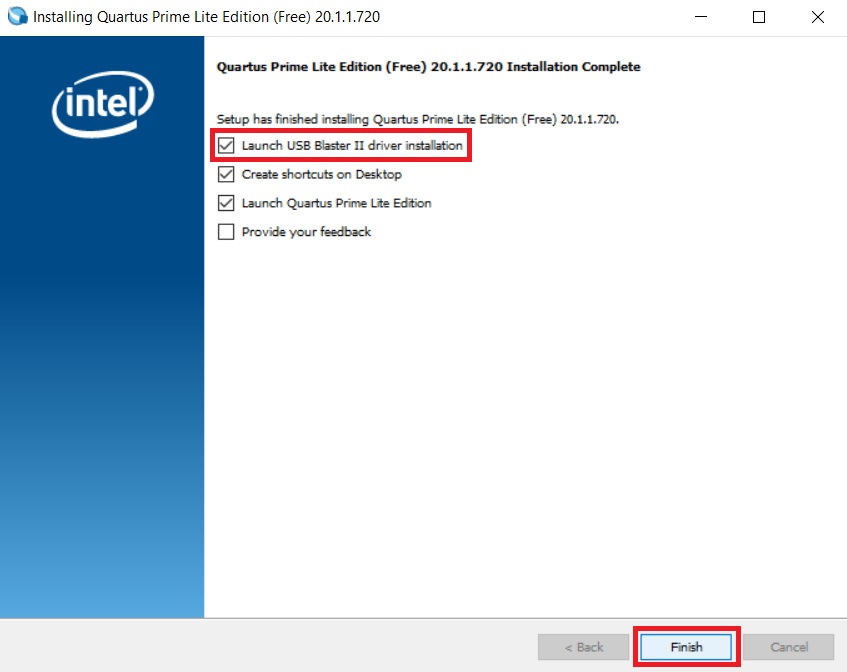 Installing Quartus Prime Lite Edition (Free) 20.1.1.720
intel
Quartus Prime Lite Edition (Free) 20.1.1.720 Installation Complete
Setup has finished installing Quartus Prime Lite Edition (Free) 20.1.1.720.
Launch USB Blaster II driver installation
Create shortcuts on Desktop
Launch Quartus Prime Lite Edition
Provide your feedback
< Back Finish Cancel